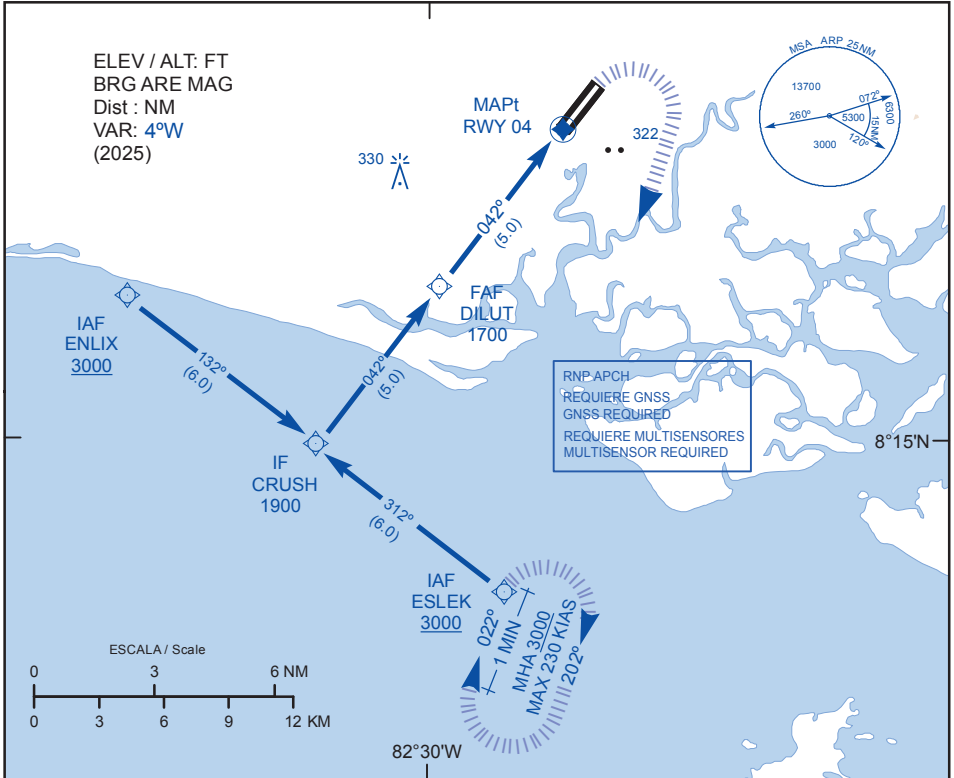 ELEV / ALT: FT
BRG ARE MAG
Dist : NM
VAR: 4ºW
(2025)
MSA ARP 25NM
13700
072º
6300
260º
5300
15NM
120º
3000
MAPt
RWY 04
322
330
042º
(5.0)
FAF
DILUT
1700
IAF
ENLIX
3000
132º
(6.0)
042º
(5.0)
RNP APCH
REQUIERE GNSS
GNSS REQUIRED
REQUIERE MULTISENSORES
MULTISENSOR REQUIRED
8°15'N
IF
CRUSH
1900
312º
(6.0)
IAF
ESLEK
3000
022º
1 MIN
MHA 3000
MAX 230 KIAS
202º
ESCALA / Scale
0 3 6 NM
0 3 6 9 12 KM
82°30'W